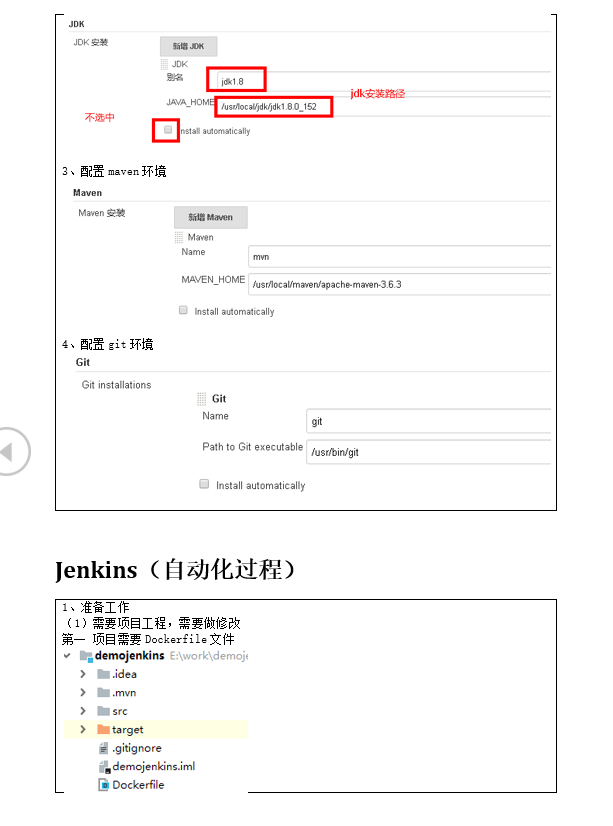 JDK
JDK 安装
新增 JDK
JDK
别名
jdk1.8
JAVA_HOME
/usr/local/jdk/jdk1.8.0_152
jdk安装路径
不选中
Install automatically
3、配置 maven 环境
Maven
Maven 安装
新增 Maven
Maven
Name
mvn
MAVEN_HOME
/usr/local/maven/apache-maven-3.6.3
Install automatically
4、配置 git 环境
Git
Git installations
Git
Name
git
Path to Git executable
/usr/bin/git
Install automatically
Jenkins（自动化过程）
1、准备工作
（1）需要项目工程，需要做修改
第一 项目需要 Dockerfile 文件
demojenkins E:\work\demoje
.idea
.mvn
src
target
.gitignore
demojenkins.iml
Dockerfile